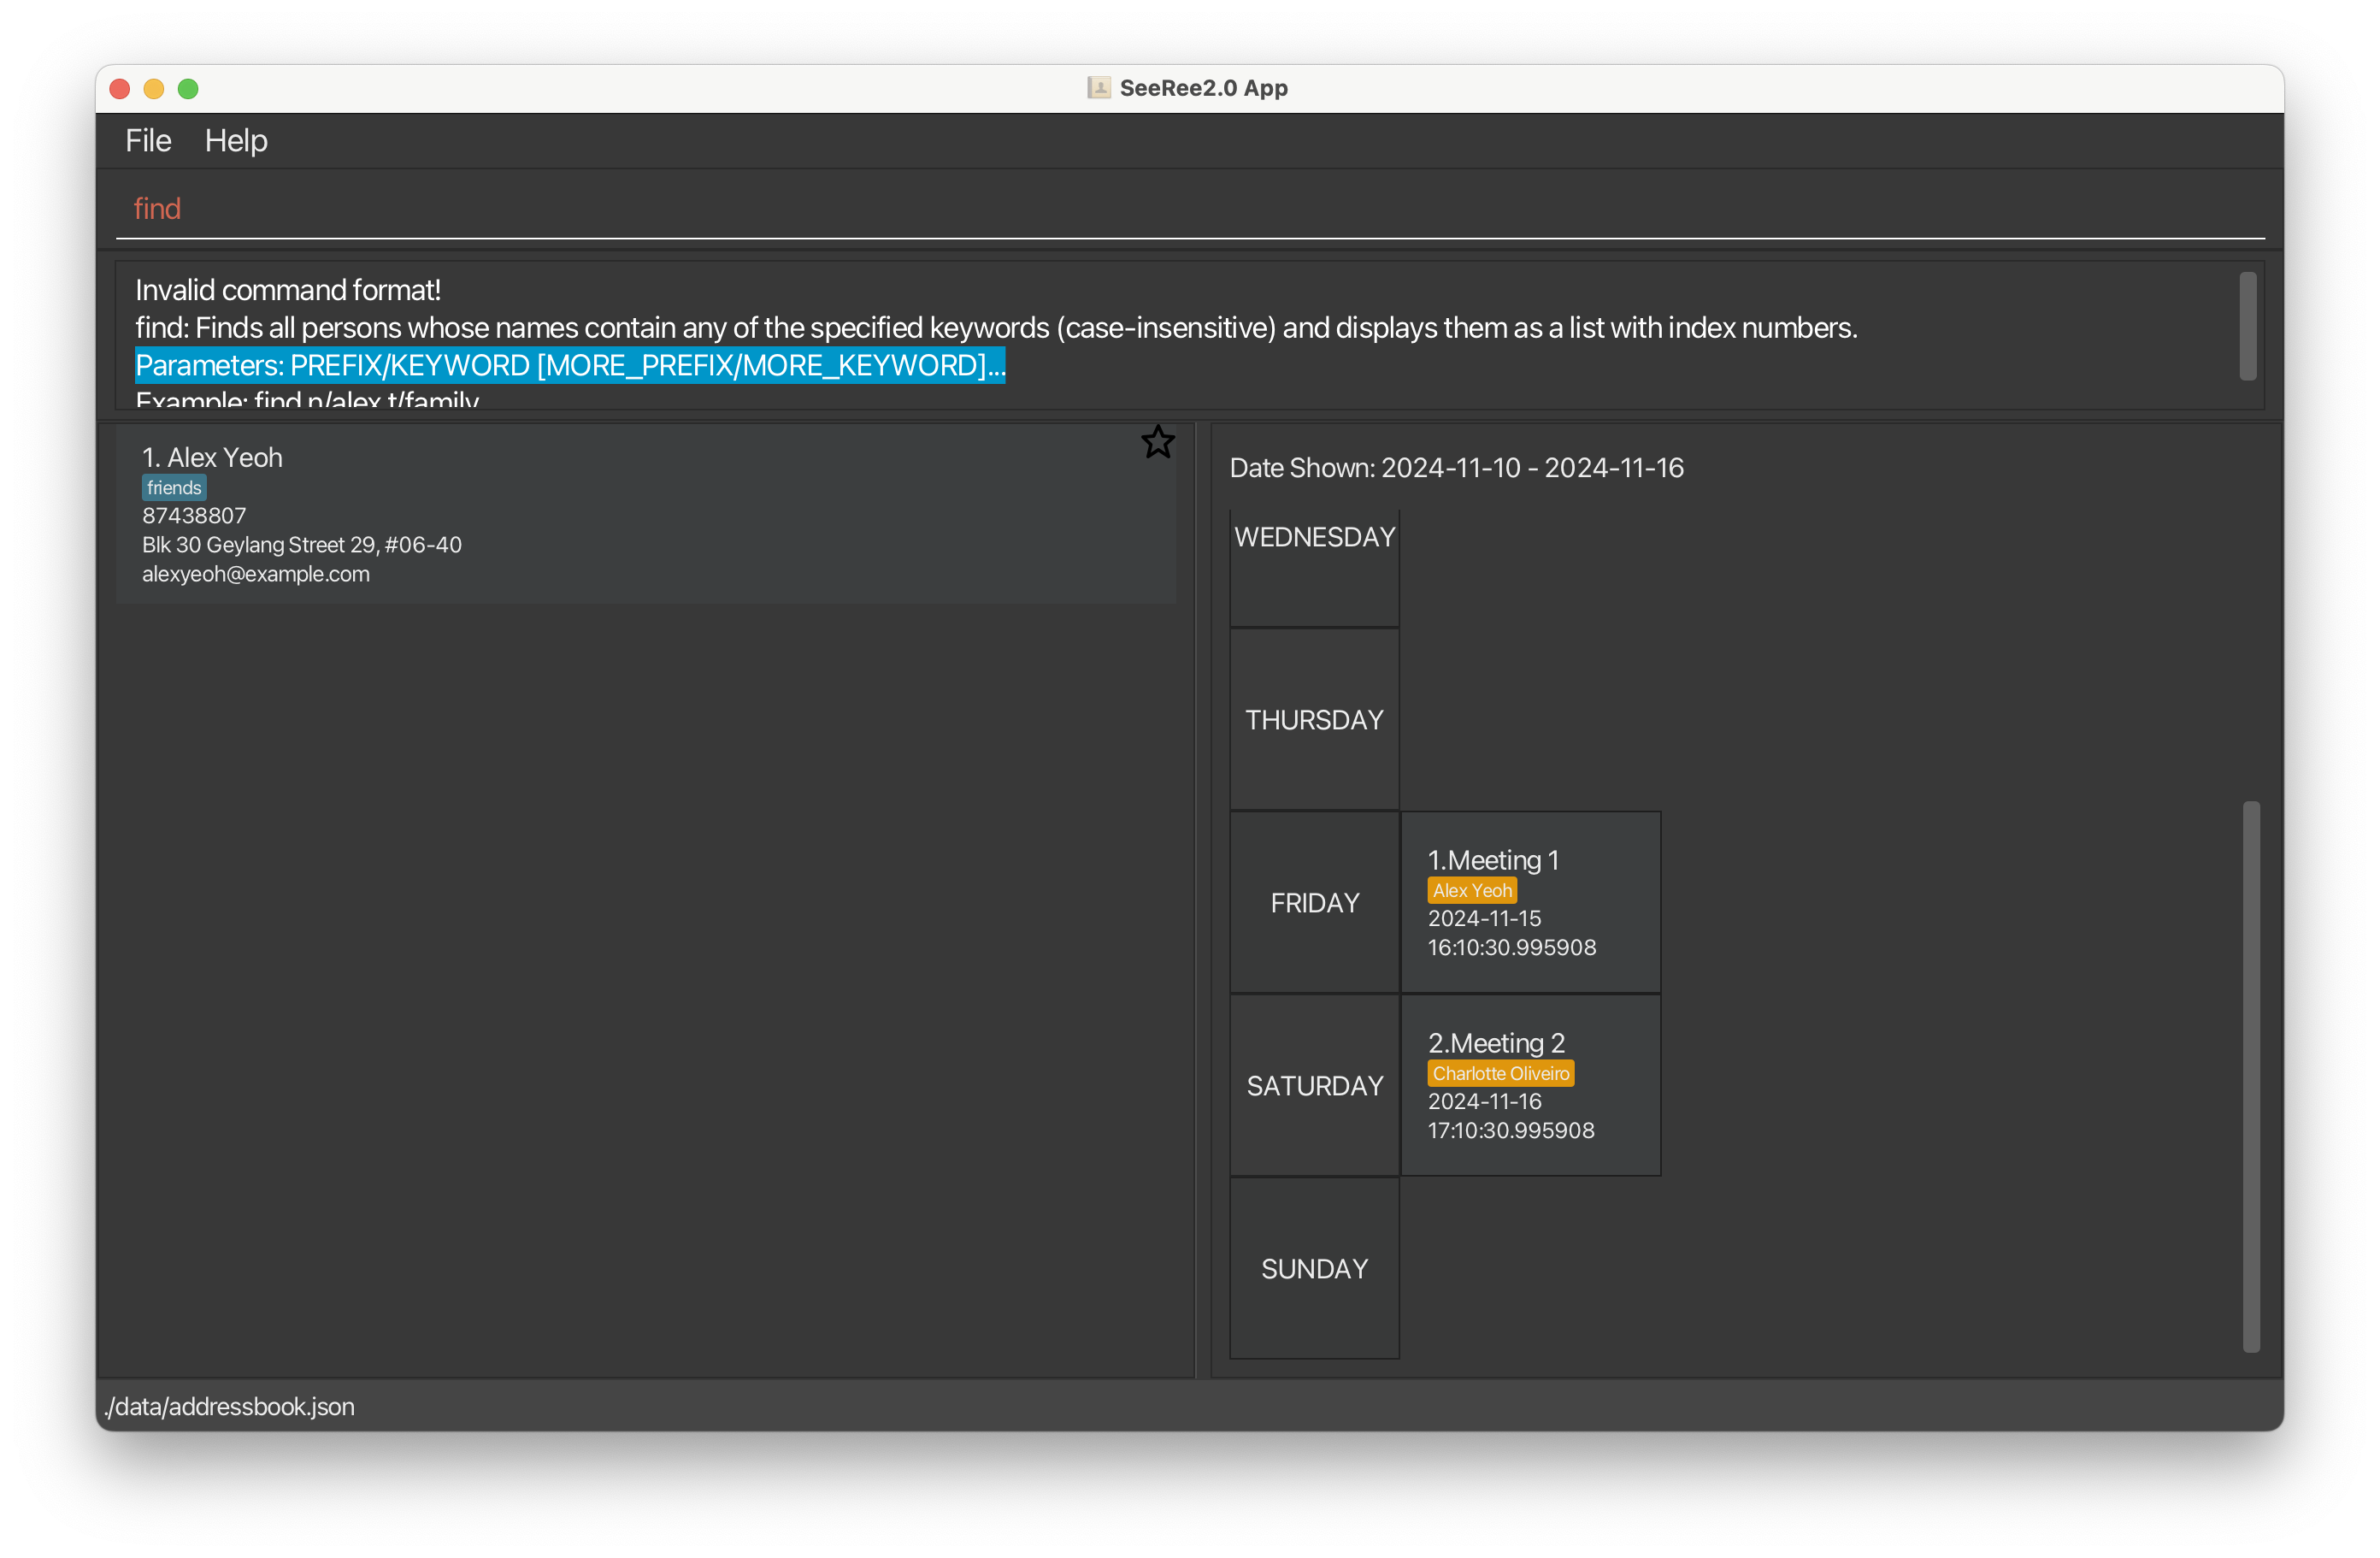 SeeRee2.0 App
File Help
find
Invalid command format!
find: Finds all persons whose names contain any of the specified keywords (case-insensitive) and displays them as a list with index numbers.
Parameters: PREFIX/KEYWORD [MORE_PREFIX/MORE_KEYWORD]...
Example: find n/alex t/family
1. Alex Yeoh
friends
87438807
Blk 30 Geylang Street 29, #06-40
alexyeoh@example.com
Date Shown: 2024-11-10 - 2024-11-16
WEDNESDAY
THURSDAY
FRIDAY
1.Meeting 1
Alex Yeoh
2024-11-15
16:10:30.995908
SATURDAY
2.Meeting 2
Charlotte Oliveiro
2024-11-16
17:10:30.995908
SUNDAY
./data/addressbook.json